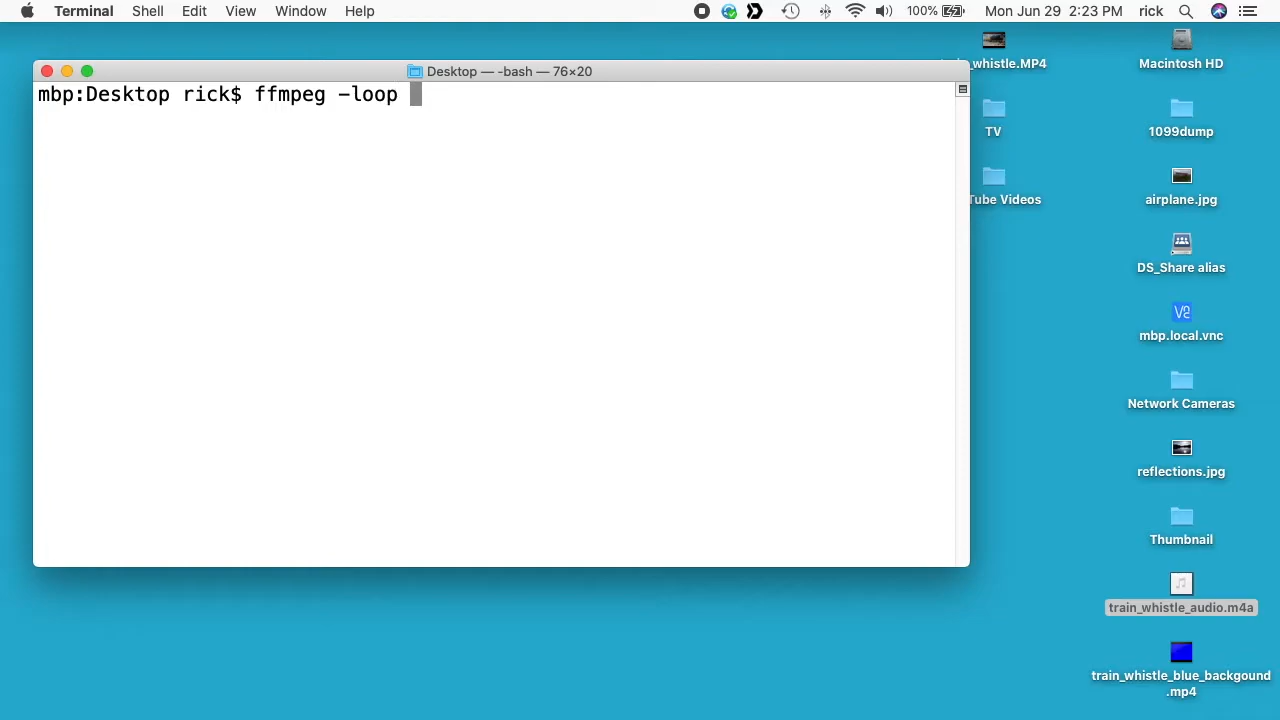 Terminal Shell Edit View Window Help 100% Mon Jun 29 2:23 PM rick
Desktop — -bash — 76×20
mbp:Desktop rick$ ffmpeg -loop
_whistle.MP4
TV
Tube Videos
Macintosh HD
1099dump
airplane.jpg
DS_Share alias
mbp.local.vnc
Network Cameras
reflections.jpg
Thumbnail
train_whistle_audio.m4a
train_whistle_blue_backgound
.mp4